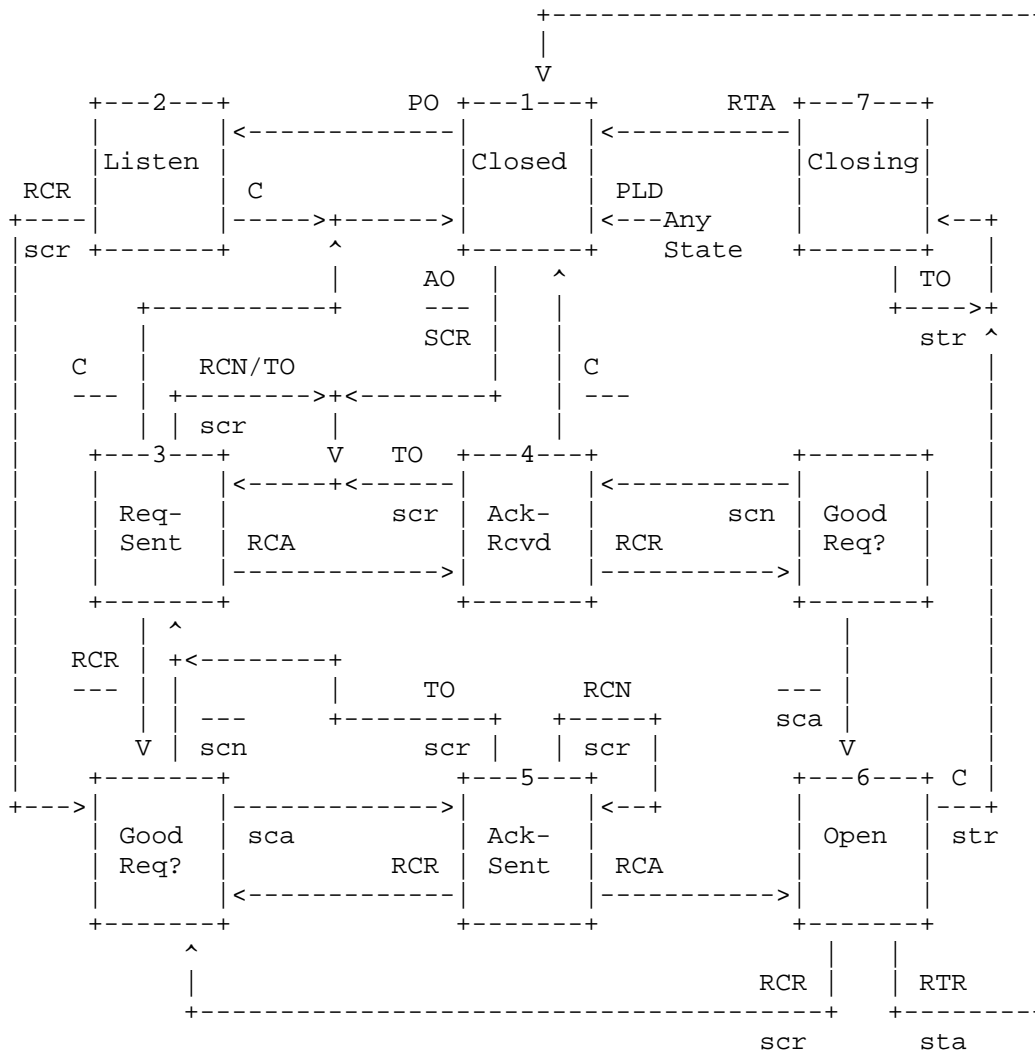 2 PO 1 RTA 7
Listen Closed Closing
RCR C PLD
Any
scr AO State TO
SCR str
C RCN/TO C
scr
3 TO 4
Req- scr Ack- scn Good
Sent RCA Rcvd RCR Req?
RCR
TO RCN
sca
scn scr scr
5 6 C
Good sca Ack- Open str
Req? RCR Sent RCA
RCR RTR
scr sta